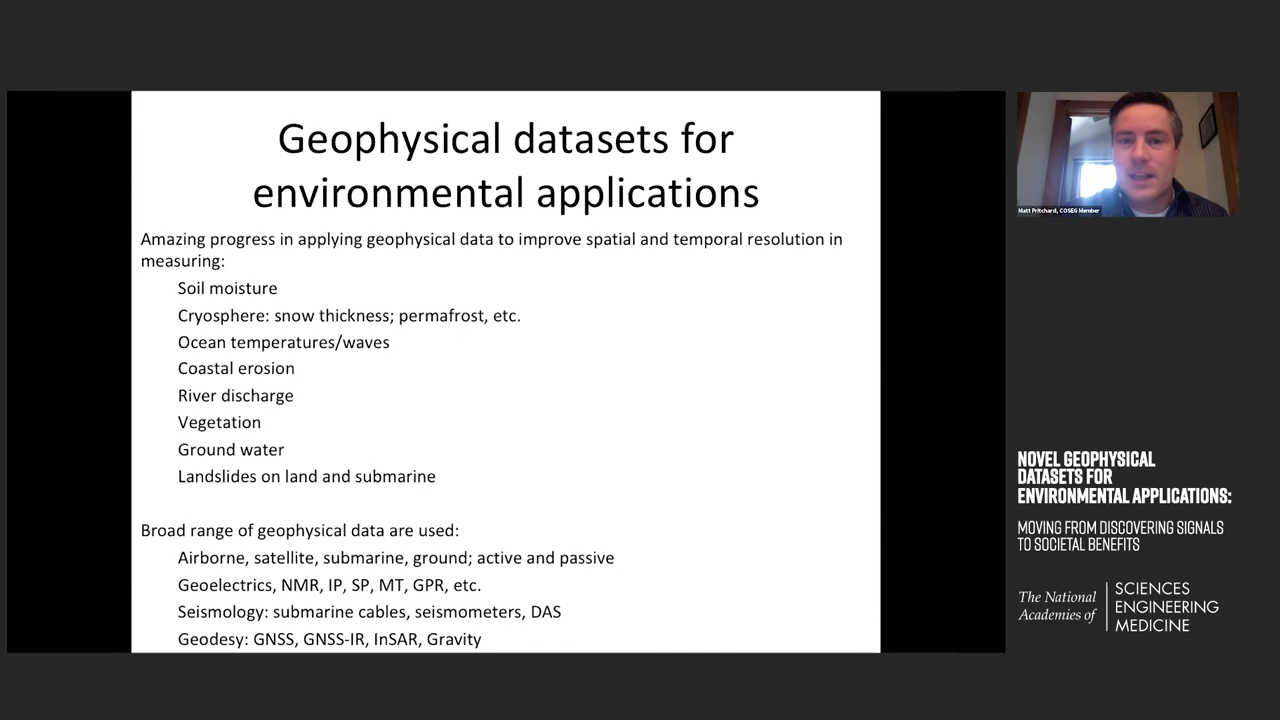 Geophysical datasets for
environmental applications
Amazing progress in applying geophysical data to improve spatial and temporal resolution in
measuring:
Soil moisture
Cryosphere: snow thickness; permafrost, etc.
Ocean temperatures/waves
Coastal erosion
River discharge
Vegetation
Ground water
Landslides on land and submarine
Broad range of geophysical data are used:
Airborne, satellite, submarine, ground; active and passive
Geoelectrics, NMR, IP, SP, MT, GPR, etc.
Seismology: submarine cables, seismometers, DAS
Geodesy: GNSS, GNSS-IR, InSAR, Gravity
Matt Pritchard, COSEG Member
NOVEL GEOPHYSICAL
DATASETS FOR
ENVIRONMENTAL APPLICATIONS:
MOVING FROM DISCOVERING SIGNALS
TO SOCIETAL BENEFITS
The National
Academies of
SCIENCES
ENGINEERING
MEDICINE